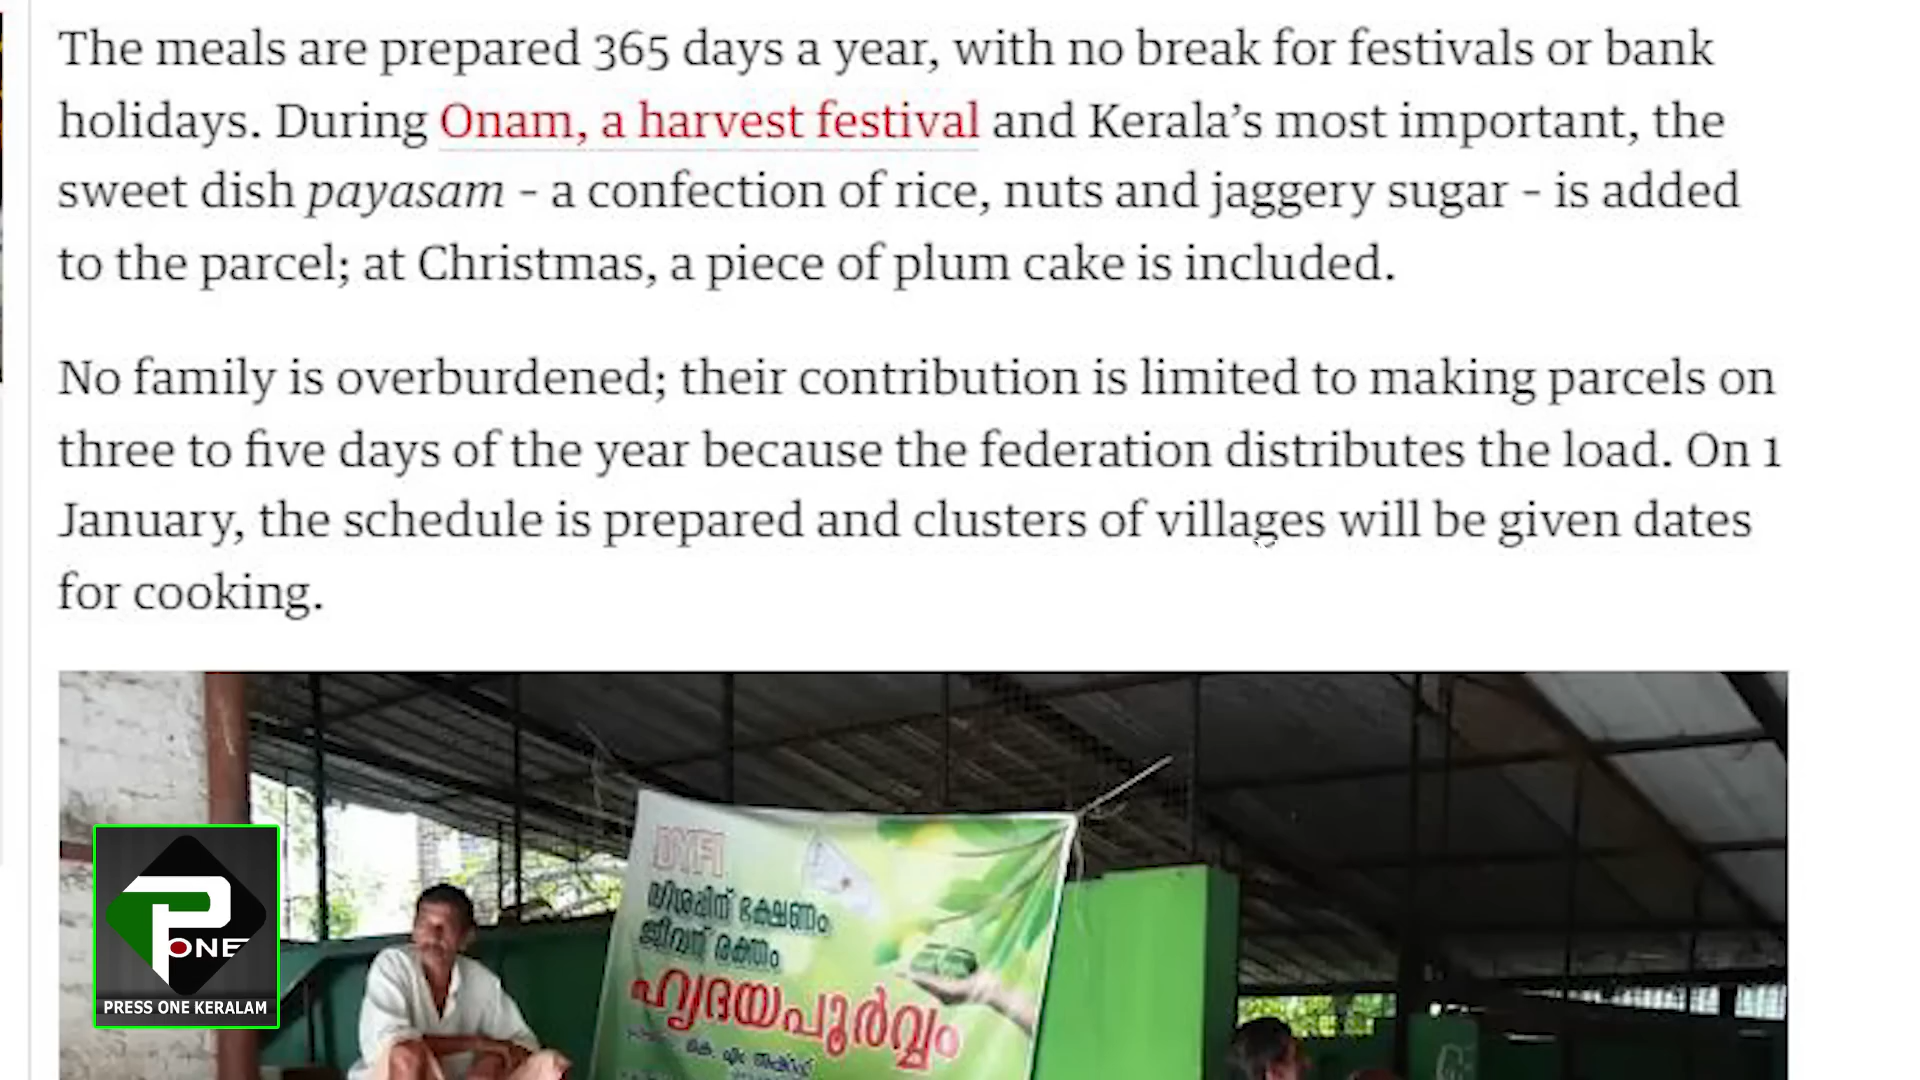 The meals are prepared 365 days a year, with no break for festivals or bank
holidays. During Onam, a harvest festival and Kerala’s most important, the
sweet dish payasam – a confection of rice, nuts and jaggery sugar – is added
to the parcel; at Christmas, a piece of plum cake is included.
No family is overburdened; their contribution is limited to making parcels on
three to five days of the year because the federation distributes the load. On 1
January, the schedule is prepared and clusters of villages will be given dates
for cooking.
DYFI
വിശപ്പിന് ഭക്ഷണം
ജീവന് രക്തം
ഹൃദയപൂർവ്വം
കെ. എം.
P
ONE
PRESS ONE KERALAM